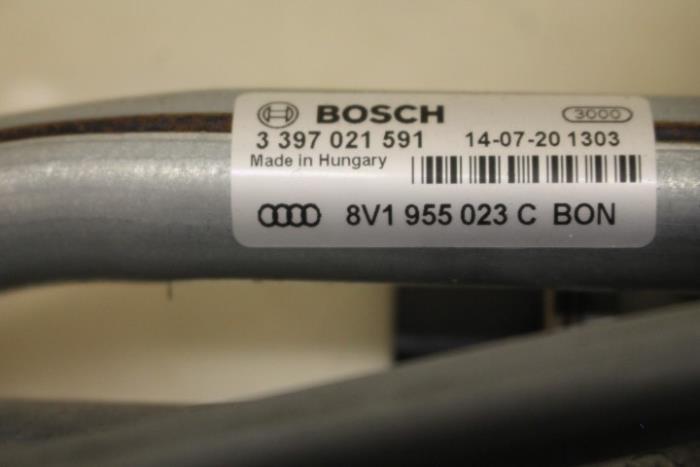 BOSCH 3000
3 397 021 591 14-07-20 1303
Made in Hungary
8V1 955 023 C BON